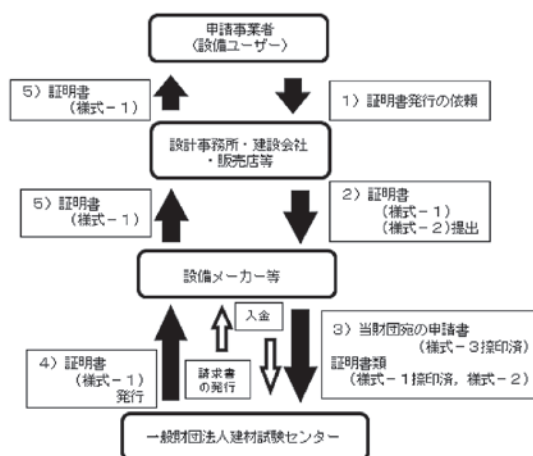 申請事業者
（設備ユーザー）
5）証明書
（様式－1）
1）証明書発行の依頼
設計事務所・建設会社
・販売店等
5）証明書
（様式－1）
2）証明書
（様式－1）
（様式－2）提出
設備メーカー等
入金
3）当財団宛の申請書
（様式－3捺印済）
証明書類
（様式－1捺印済，様式－2）
4）証明書
（様式－1）
発行
請求書
の発行
一般財団法人建材試験センター